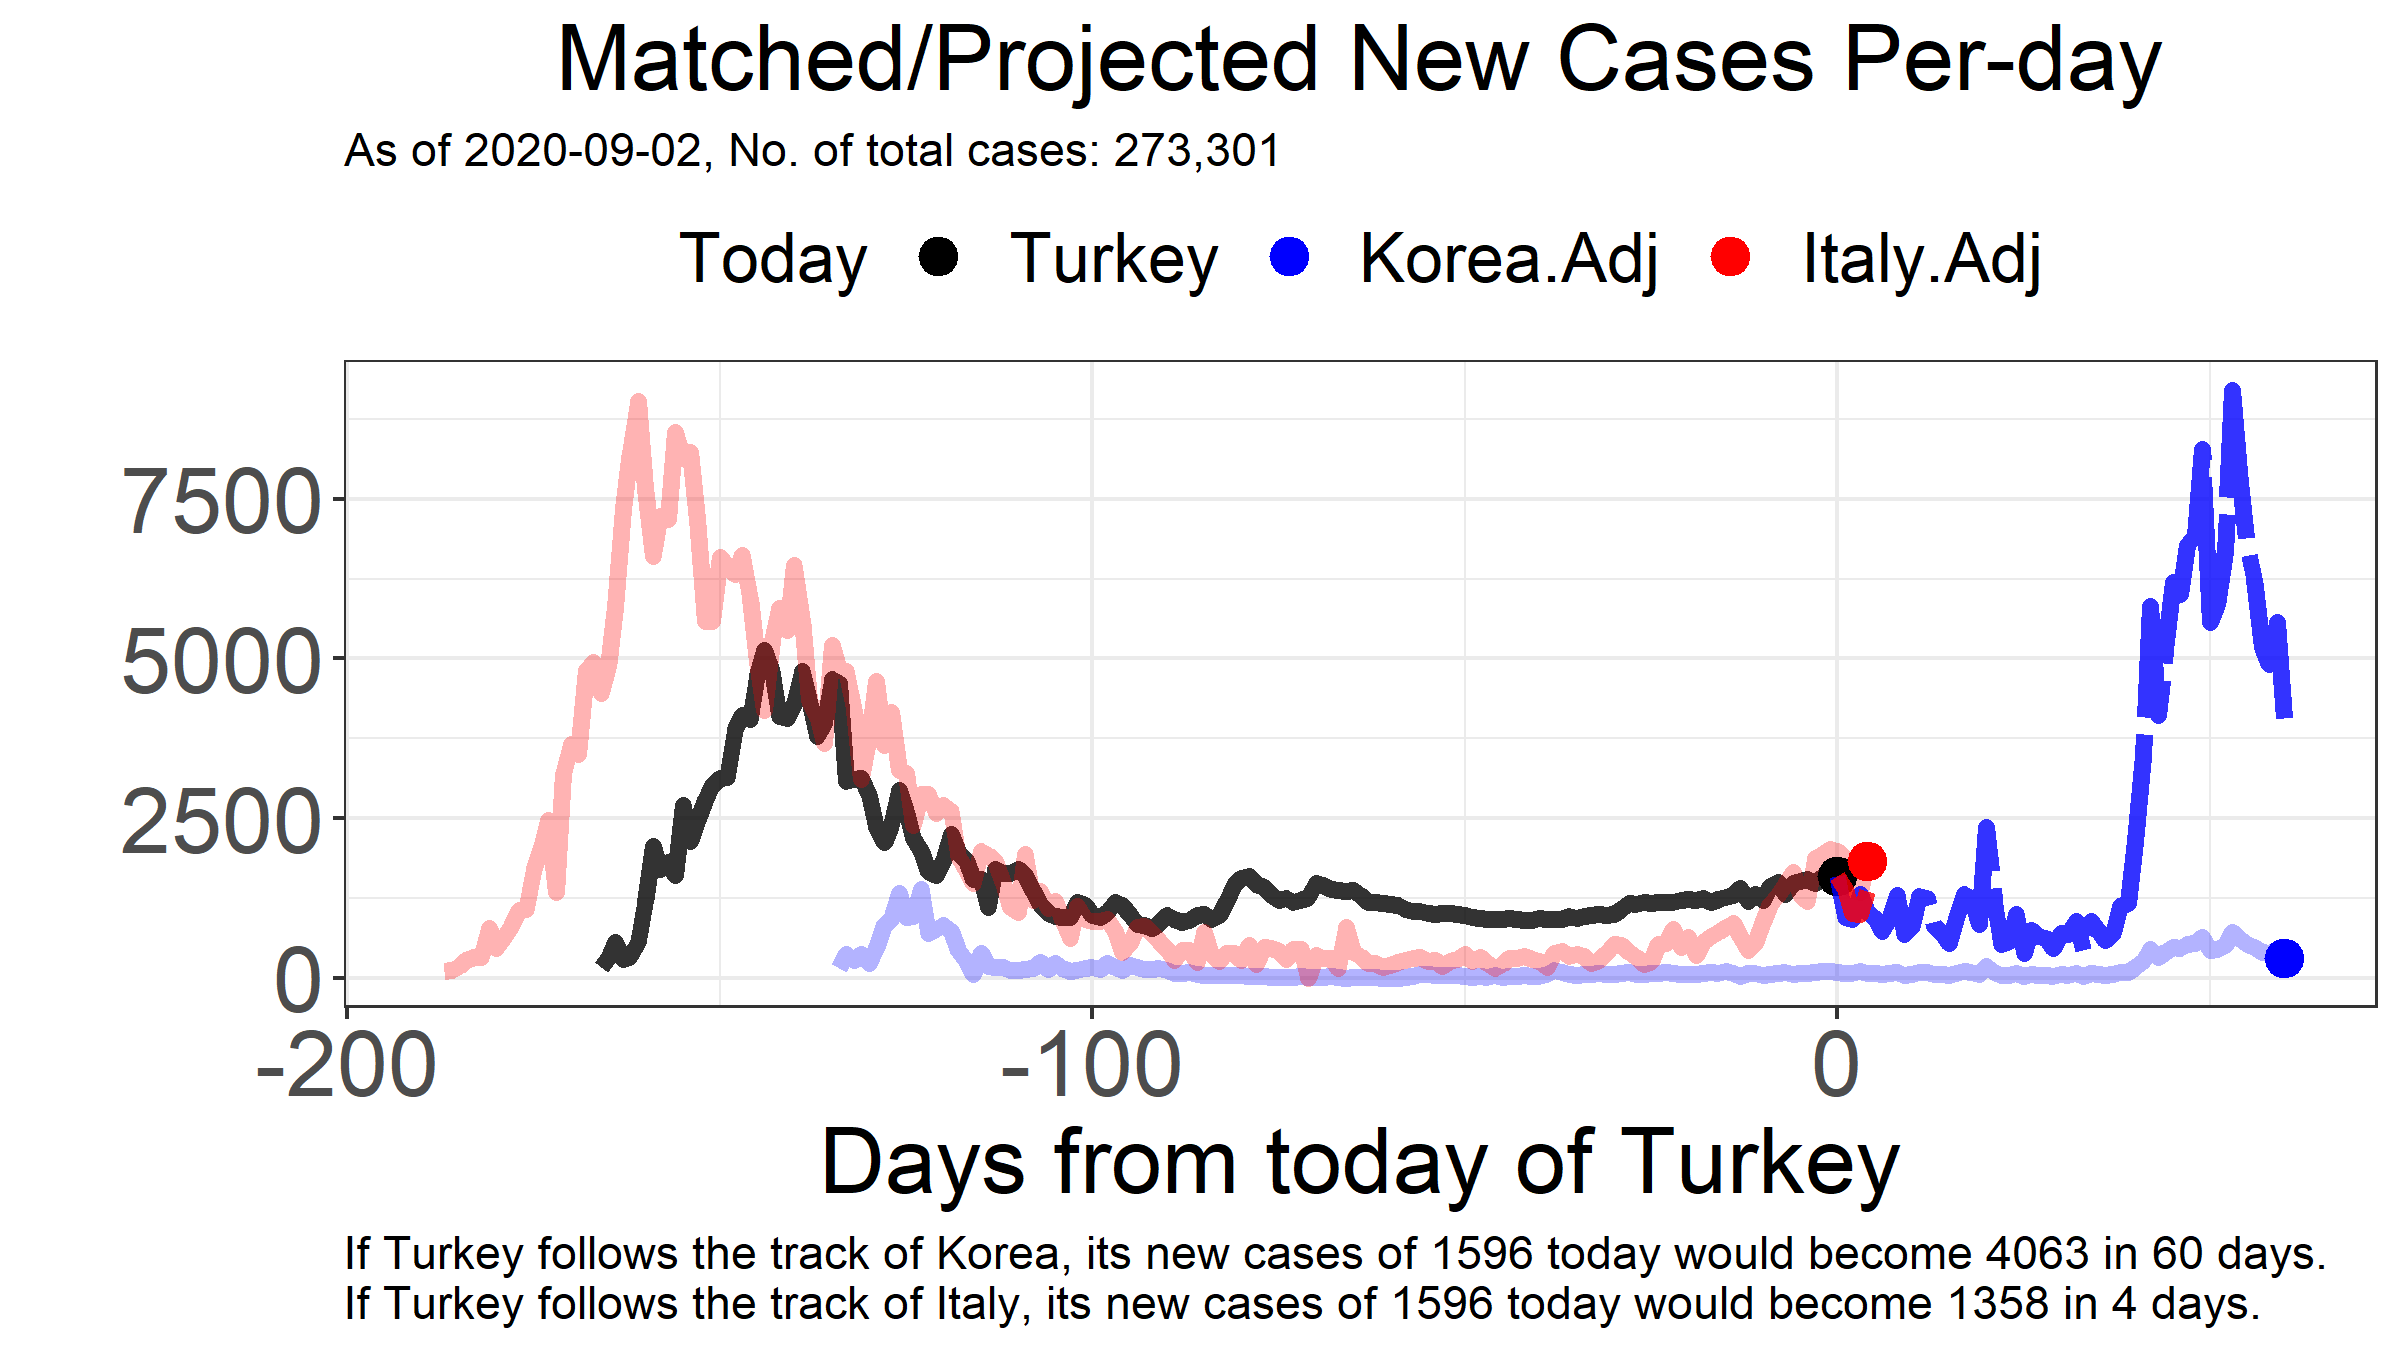 Matched/Projected New Cases Per-day
As of 2020-09-02, No. of total cases: 273,301
Today Turkey Korea.Adj Italy.Adj
7500
5000
2500
0
-200 -100 0
Days from today of Turkey
If Turkey follows the track of Korea, its new cases of 1596 today would become 4063 in 60 days.
If Turkey follows the track of Italy, its new cases of 1596 today would become 1358 in 4 days.